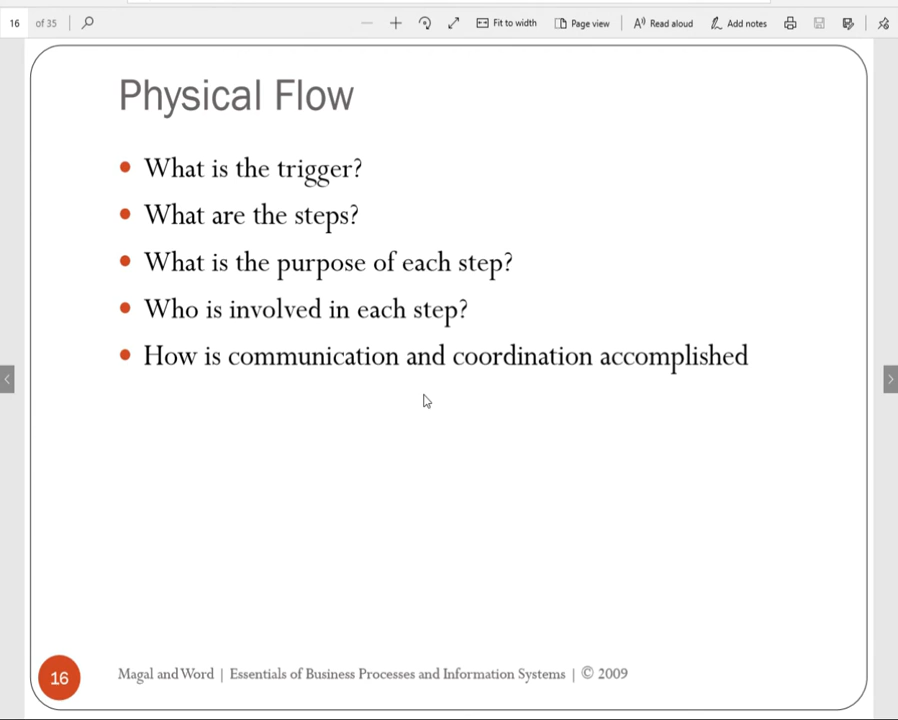 16 of 35 Fit to width Page view Read aloud Add notes
Physical Flow
• What is the trigger?
• What are the steps?
• What is the purpose of each step?
• Who is involved in each step?
• How is communication and coordination accomplished
16 Magal and Word | Essentials of Business Processes and Information Systems | © 2009